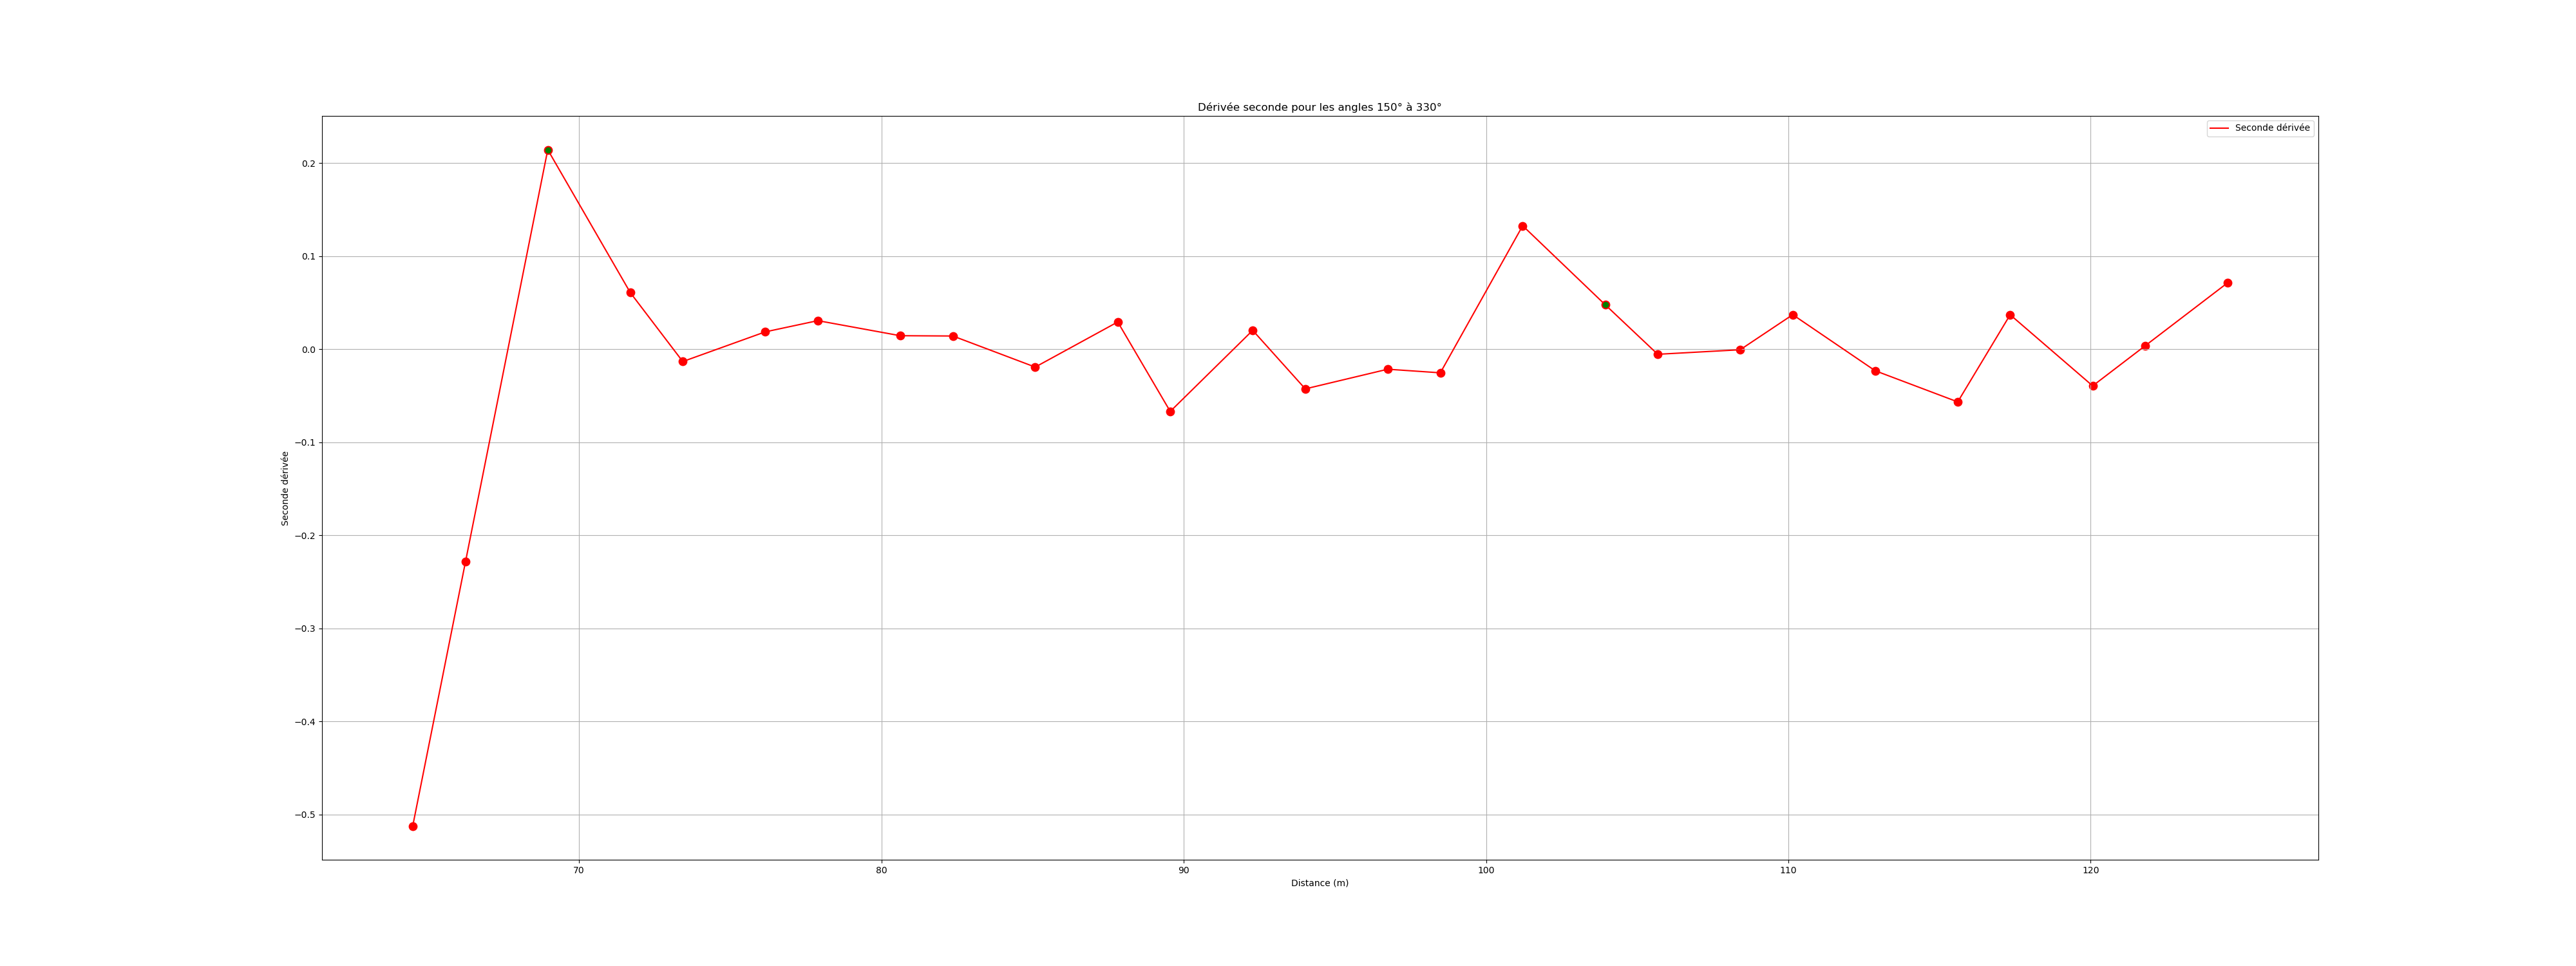 Dérivée seconde pour les angles 150° à 330°
Seconde dérivée
0.2
0.1
0.0
−0.1
−0.2
−0.3
−0.4
−0.5
Seconde dérivée
70 80 90 100 110 120
Distance (m)